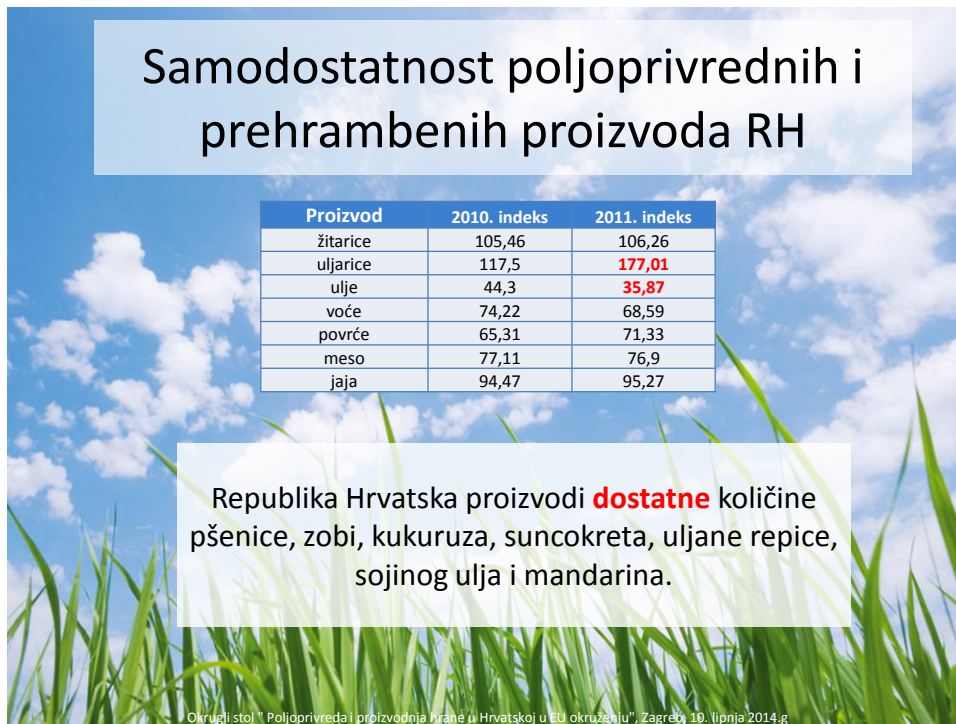 Samodostatnost poljoprivrednih i
prehrambenih proizvoda RH
Proizvod 2010. indeks 2011. indeks
žitarice 105,46 106,26
uljarice 117,5 177,01
ulje 44,3 35,87
voće 74,22 68,59
povrće 65,31 71,33
meso 77,11 76,9
jaja 94,47 95,27
Republika Hrvatska proizvodi dostatne količine
pšenice, zobi, kukuruza, suncokreta, uljane repice,
sojinog ulja i mandarina.
Okrugli stol " Poljoprivreda i proizvodnja hrane u Hrvatskoj u EU okruženju", Zagreb, 10. lipnja 2014.g